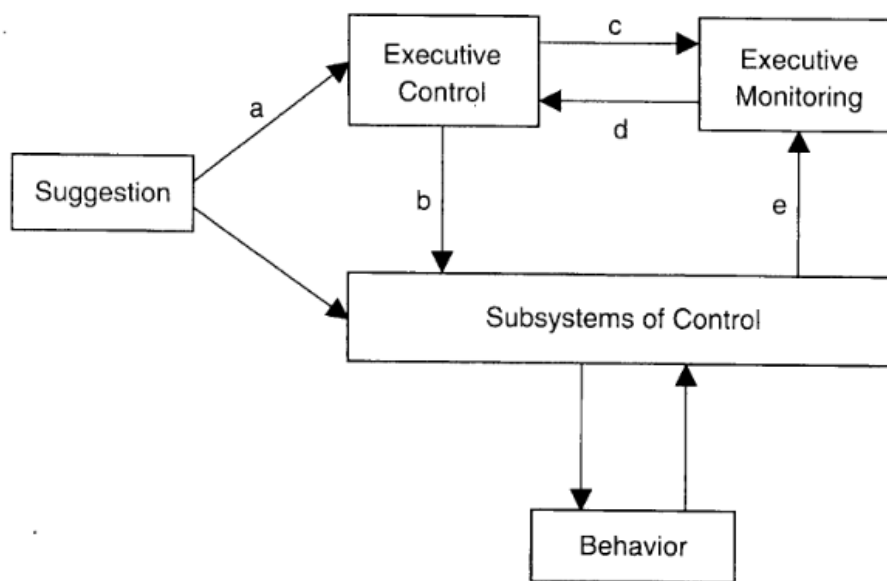 Executive
Control
c
Executive
Monitoring
a
d
Suggestion
b
e
Subsystems of Control
Behavior